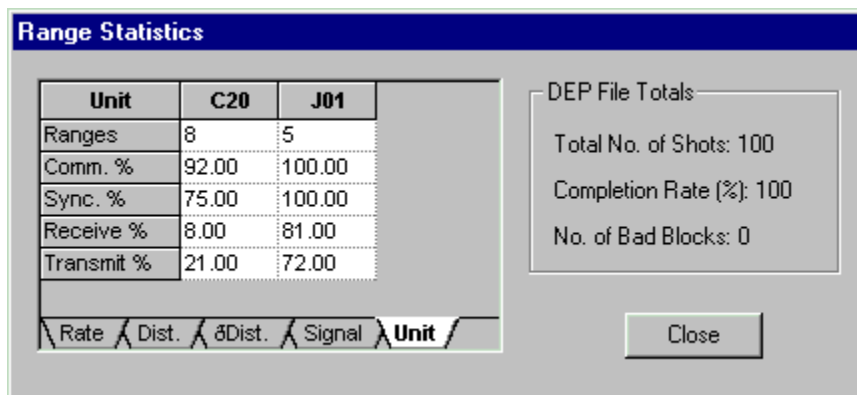 Range Statistics
Unit C20 J01
Ranges 8 5
Comm. % 92.00 100.00
Sync. % 75.00 100.00
Receive % 8.00 81.00
Transmit % 21.00 72.00
Rate Dist. δDist. Signal Unit
DEP File Totals
Total No. of Shots: 100
Completion Rate (%): 100
No. of Bad Blocks: 0
Close